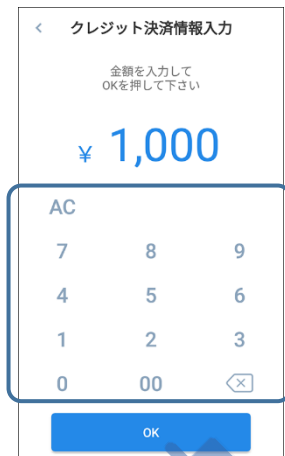 クレジット決済情報入力
金額を入力して
OKを押して下さい
¥ 1,000
AC
7 8 9
4 5 6
1 2 3
0 00
OK